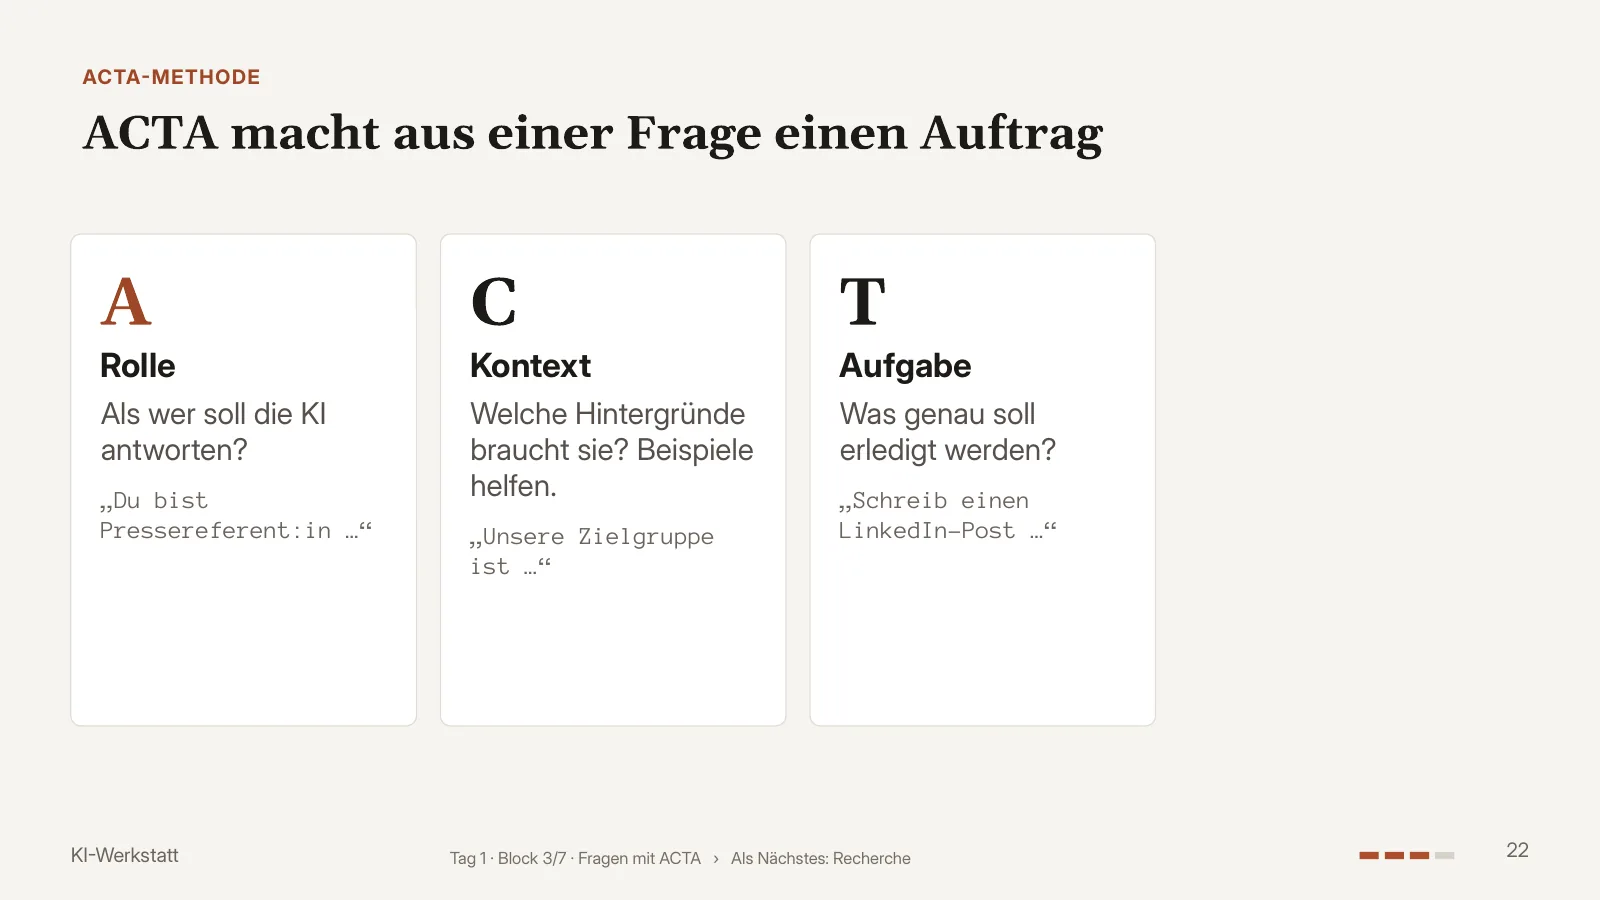 ACTA-METHODE
ACTA macht aus einer Frage einen Auftrag
A
Rolle
Als wer soll die KI
antworten?
„Du bist
Pressereferent:in …“
C
Kontext
Welche Hintergründe
braucht sie? Beispiele
helfen.
„Unsere Zielgruppe
ist …“
T
Aufgabe
Was genau soll
erledigt werden?
„Schreib einen
LinkedIn-Post …“
KI-Werkstatt
Tag 1 · Block 3/7 · Fragen mit ACTA › Als Nächstes: Recherche
22